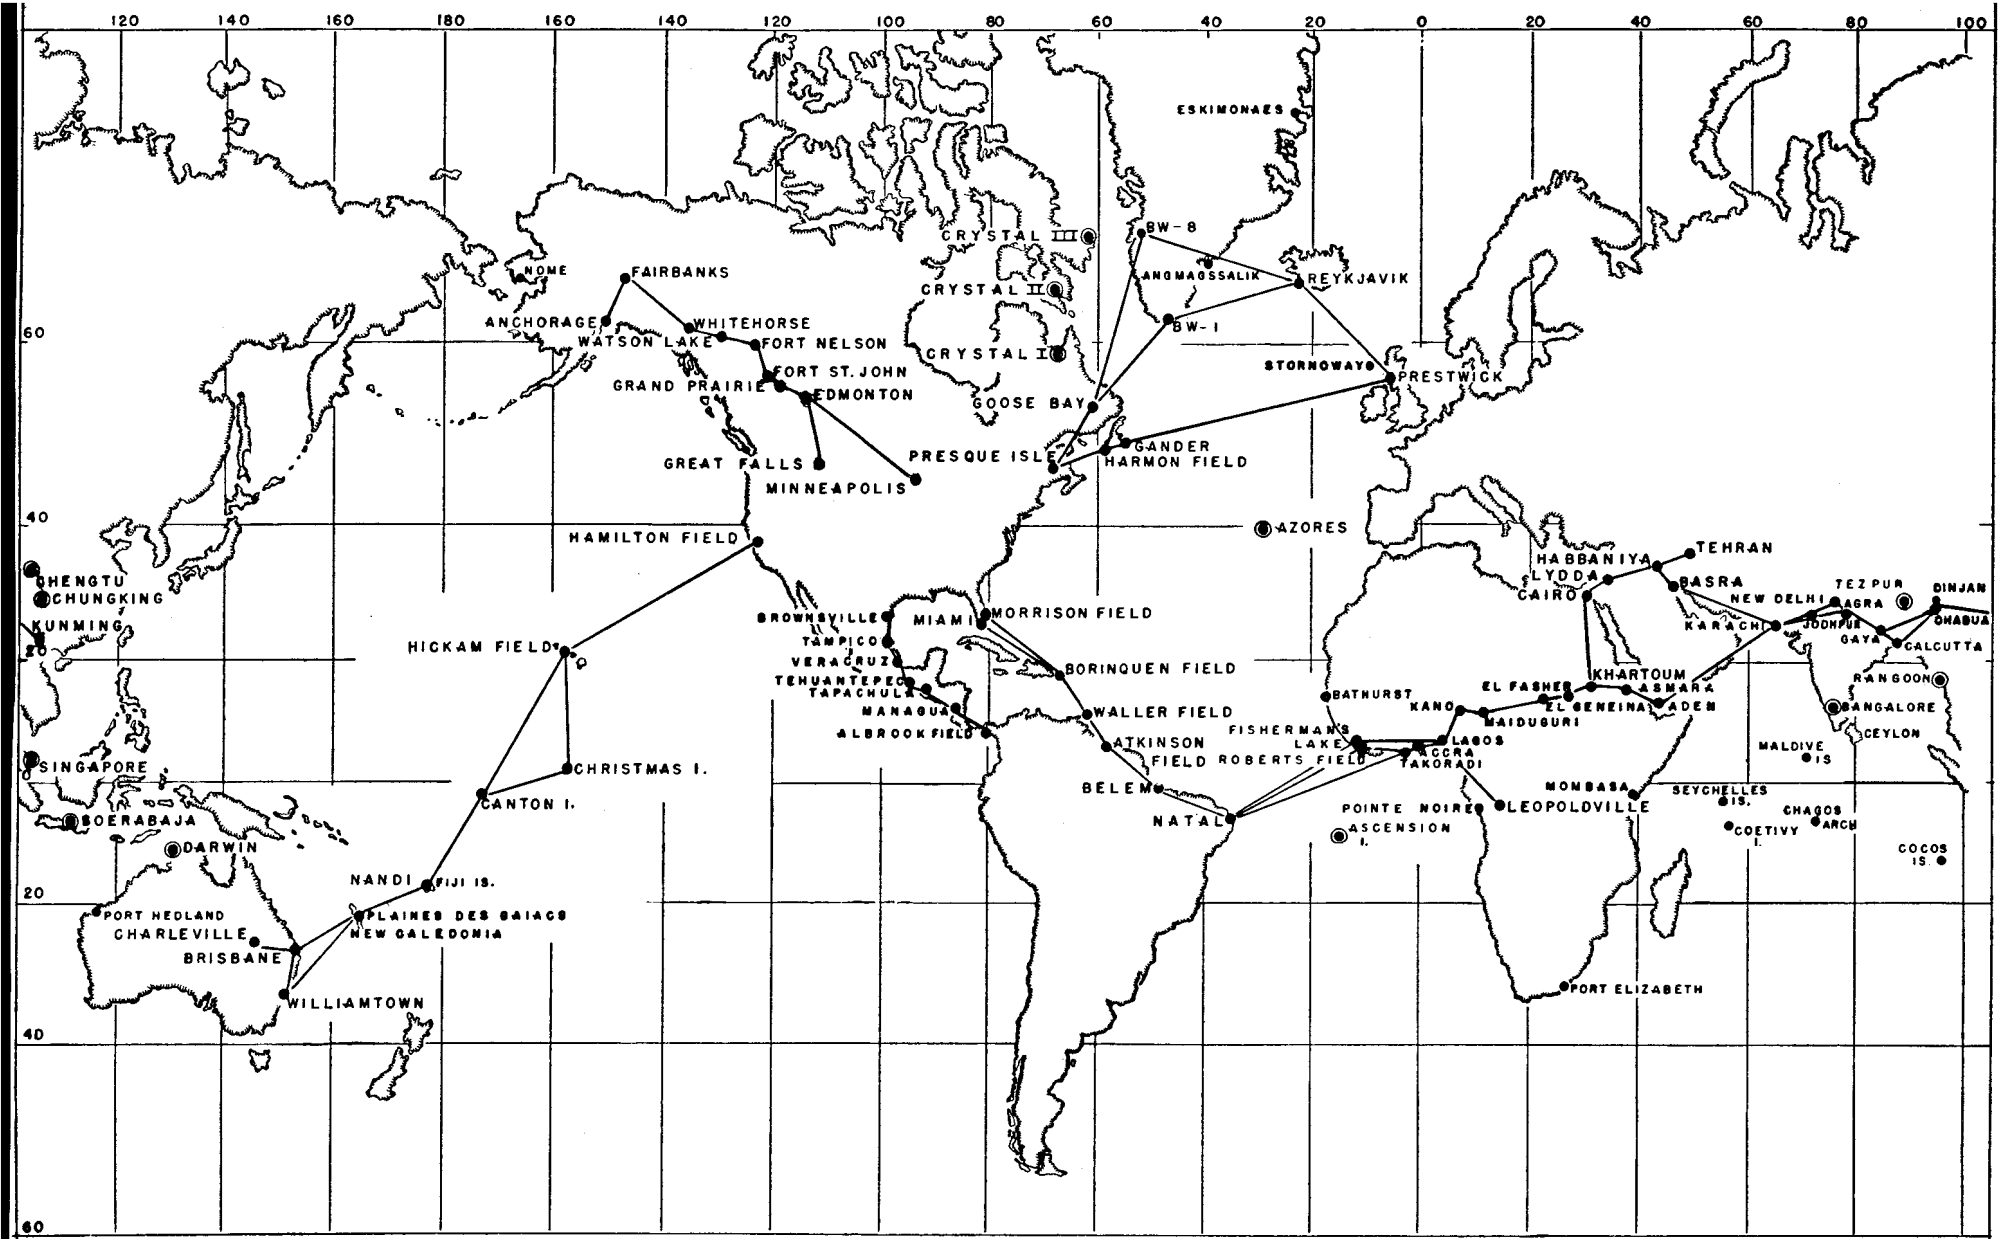 120 140 160 180 160 140 120 100 80 60 40 20 0 20 40 60 80 100
ESKIMONAES
CRYSTAL III
BW-8
NOME
FAIRBANKS
ANGMAGSSALIK
REYKJAVIK
CRYSTAL II
ANCHORAGE
WHITEHORSE
BW-1
60
WATSON LAKE
FORT NELSON
CRYSTAL I
STORNOWAY
FORT ST. JOHN
PRESTWICK
GRAND PRAIRIE
EDMONTON
GOOSE BAY
GANDER
PRESQUE ISLE
HARMON FIELD
GREAT FALLS
MINNEAPOLIS
40
AZORES
HAMILTON FIELD
TEHRAN
HABBANIYA
LYDDA
CHENGTU
BASRA
TEZPUR
DINJAN
CAIRO
CHUNGKING
NEW DELHI
AGRA
BROWNSVILLE
MORRISON FIELD
MIAMI
KUNMING
KARACHI
JODHPUR
CHABUA
TAMPICO
GAYA
CALCUTTA
HICKAM FIELD
20
VERACRUZ
BORINQUEN FIELD
KHARTOUM
TEHUANTEPEC
EL FASHER
ASMARA
RANGOON
TAPACHULA
BATHURST
MANAGUA
WALLER FIELD
KANO
EL GENEINA
ADEN
BANGALORE
MAIDUGURI
ALBROOK FIELD
FISHERMAN'S
LAKE
LAGOS
CEYLON
ATKINSON
FIELD
ROBERTS FIELD
ACCRA
TAKORADI
MALDIVE
IS
0
SINGAPORE
CHRISTMAS I.
BELEM
MOMBASA
SEYCHELLES
IS.
CANTON I.
POINTE NOIRE
LEOPOLDVILLE
CHAGOS
ARCH
SOERABAJA
NATAL
ASCENSION
I.
COETIVY
I.
DARWIN
COCOS
IS.
NANDI
FIJI IS.
20
PORT HEDLAND
PLAINES DES GAIACS
NEW CALEDONIA
CHARLEVILLE
BRISBANE
PORT ELIZABETH
WILLIAMTOWN
40
60